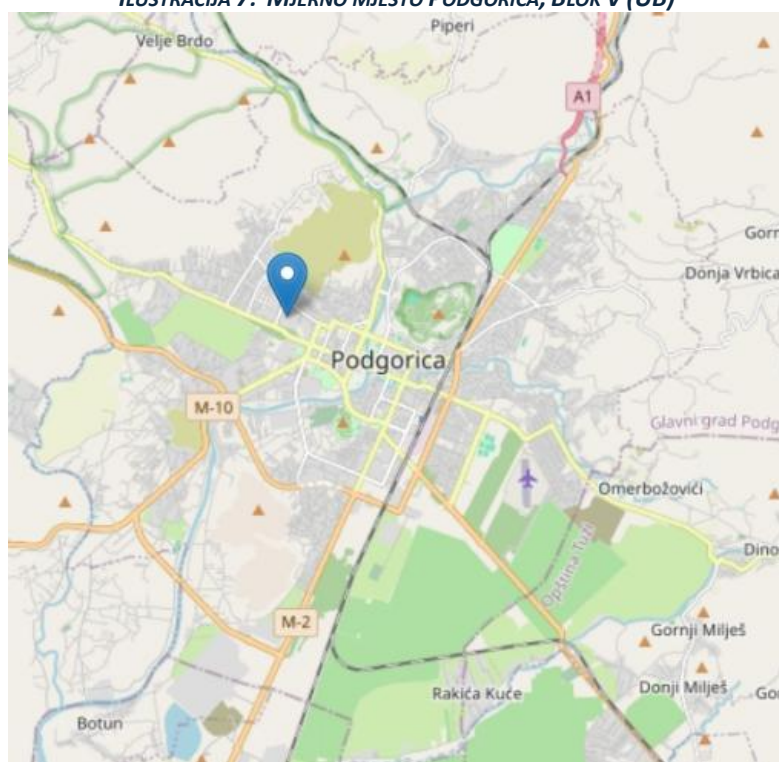 ILUSTRACIJA 7: MJERNO MJESTO PODGORICA, BLOK V (UB)
Piperi
Velje Brdo
A1
Gorn
Donja Vrbica
Podgorica
M-10
Glavni grad Podg
Omerbožovići
Opština Tuzi
Dino
M-2
Gornji Milješ
Rakića Kuće
Donji Milješ
Go
Botun